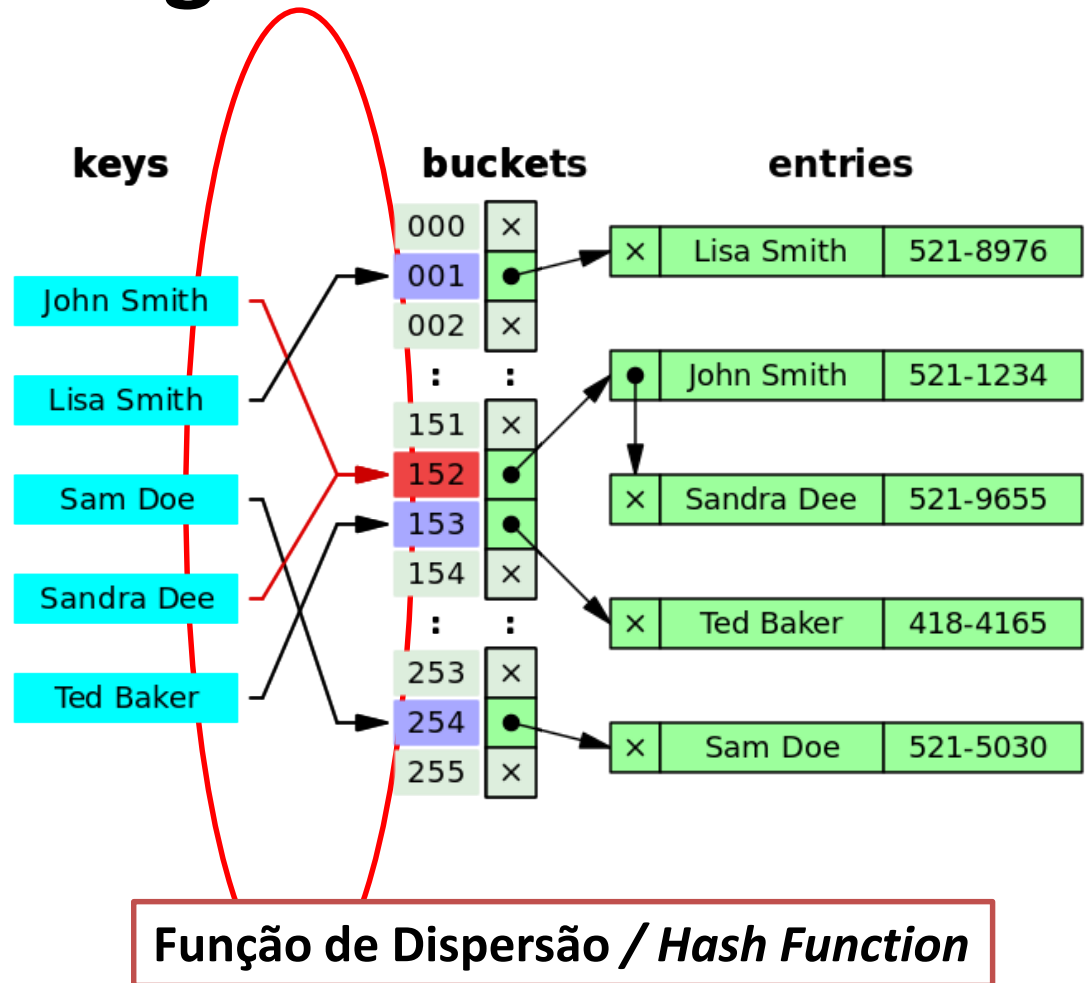 g
keys buckets entries
John Smith
Lisa Smith
Sam Doe
Sandra Dee
Ted Baker
000 ×
001
002 ×
: :
151 ×
152
153
154 ×
: :
253 ×
254
255 ×
× Lisa Smith 521-8976
John Smith 521-1234
× Sandra Dee 521-9655
× Ted Baker 418-4165
× Sam Doe 521-5030
Função de Dispersão / Hash Function